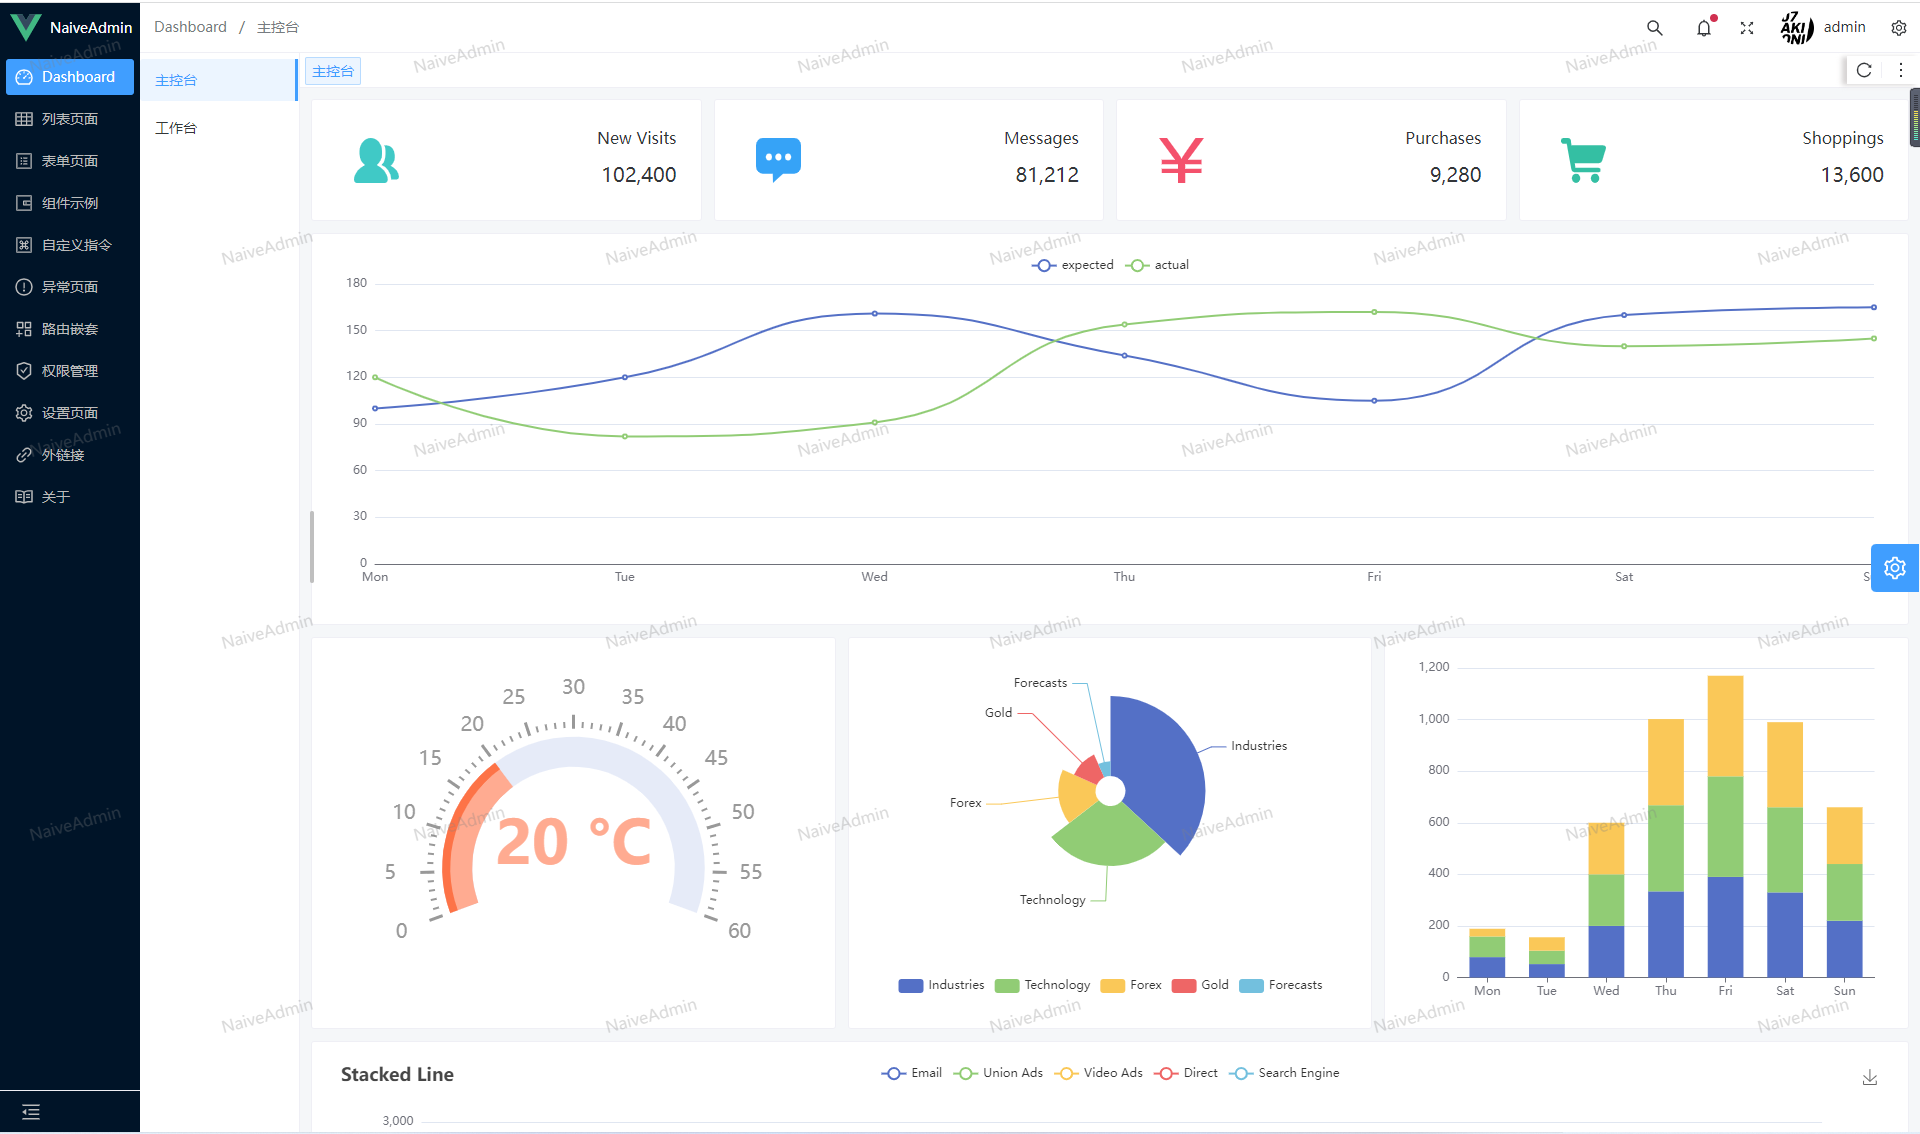 NaiveAdmin
Dashboard / 主控台
admin
Dashboard
列表页面
表单页面
组件示例
自定义指令
异常页面
路由嵌套
权限管理
设置页面
外链接
关于
主控台
工作台
主控台
New Visits
102,400
Messages
81,212
Purchases
9,280
Shoppings
13,600
expected actual
180
150
120
90
60
30
0
Mon Tue Wed Thu Fri Sat
0 5 10 15 20 25 30 35 40 45 50 55 60
20 °C
Forecasts
Gold
Industries
Forex
Technology
Industries Technology Forex Gold Forecasts
1,200
1,000
800
600
400
200
0
Mon Tue Wed Thu Fri Sat Sun
Stacked Line
Email Union Ads Video Ads Direct Search Engine
3,000
NaiveAdmin